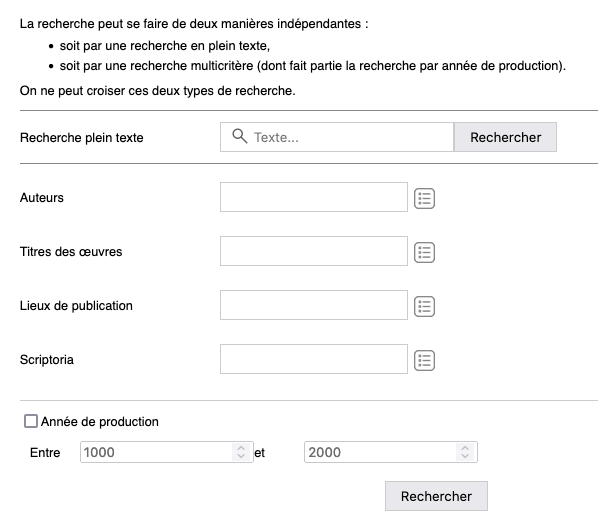 La recherche peut se faire de deux manières indépendantes :
• soit par une recherche en plein texte,
• soit par une recherche multicritère (dont fait partie la recherche par année de production).
On ne peut croiser ces deux types de recherche.
Recherche plein texte Texte... Rechercher
Auteurs
Titres des œuvres
Lieux de publication
Scriptoria
Année de production
Entre 1000 et 2000
Rechercher